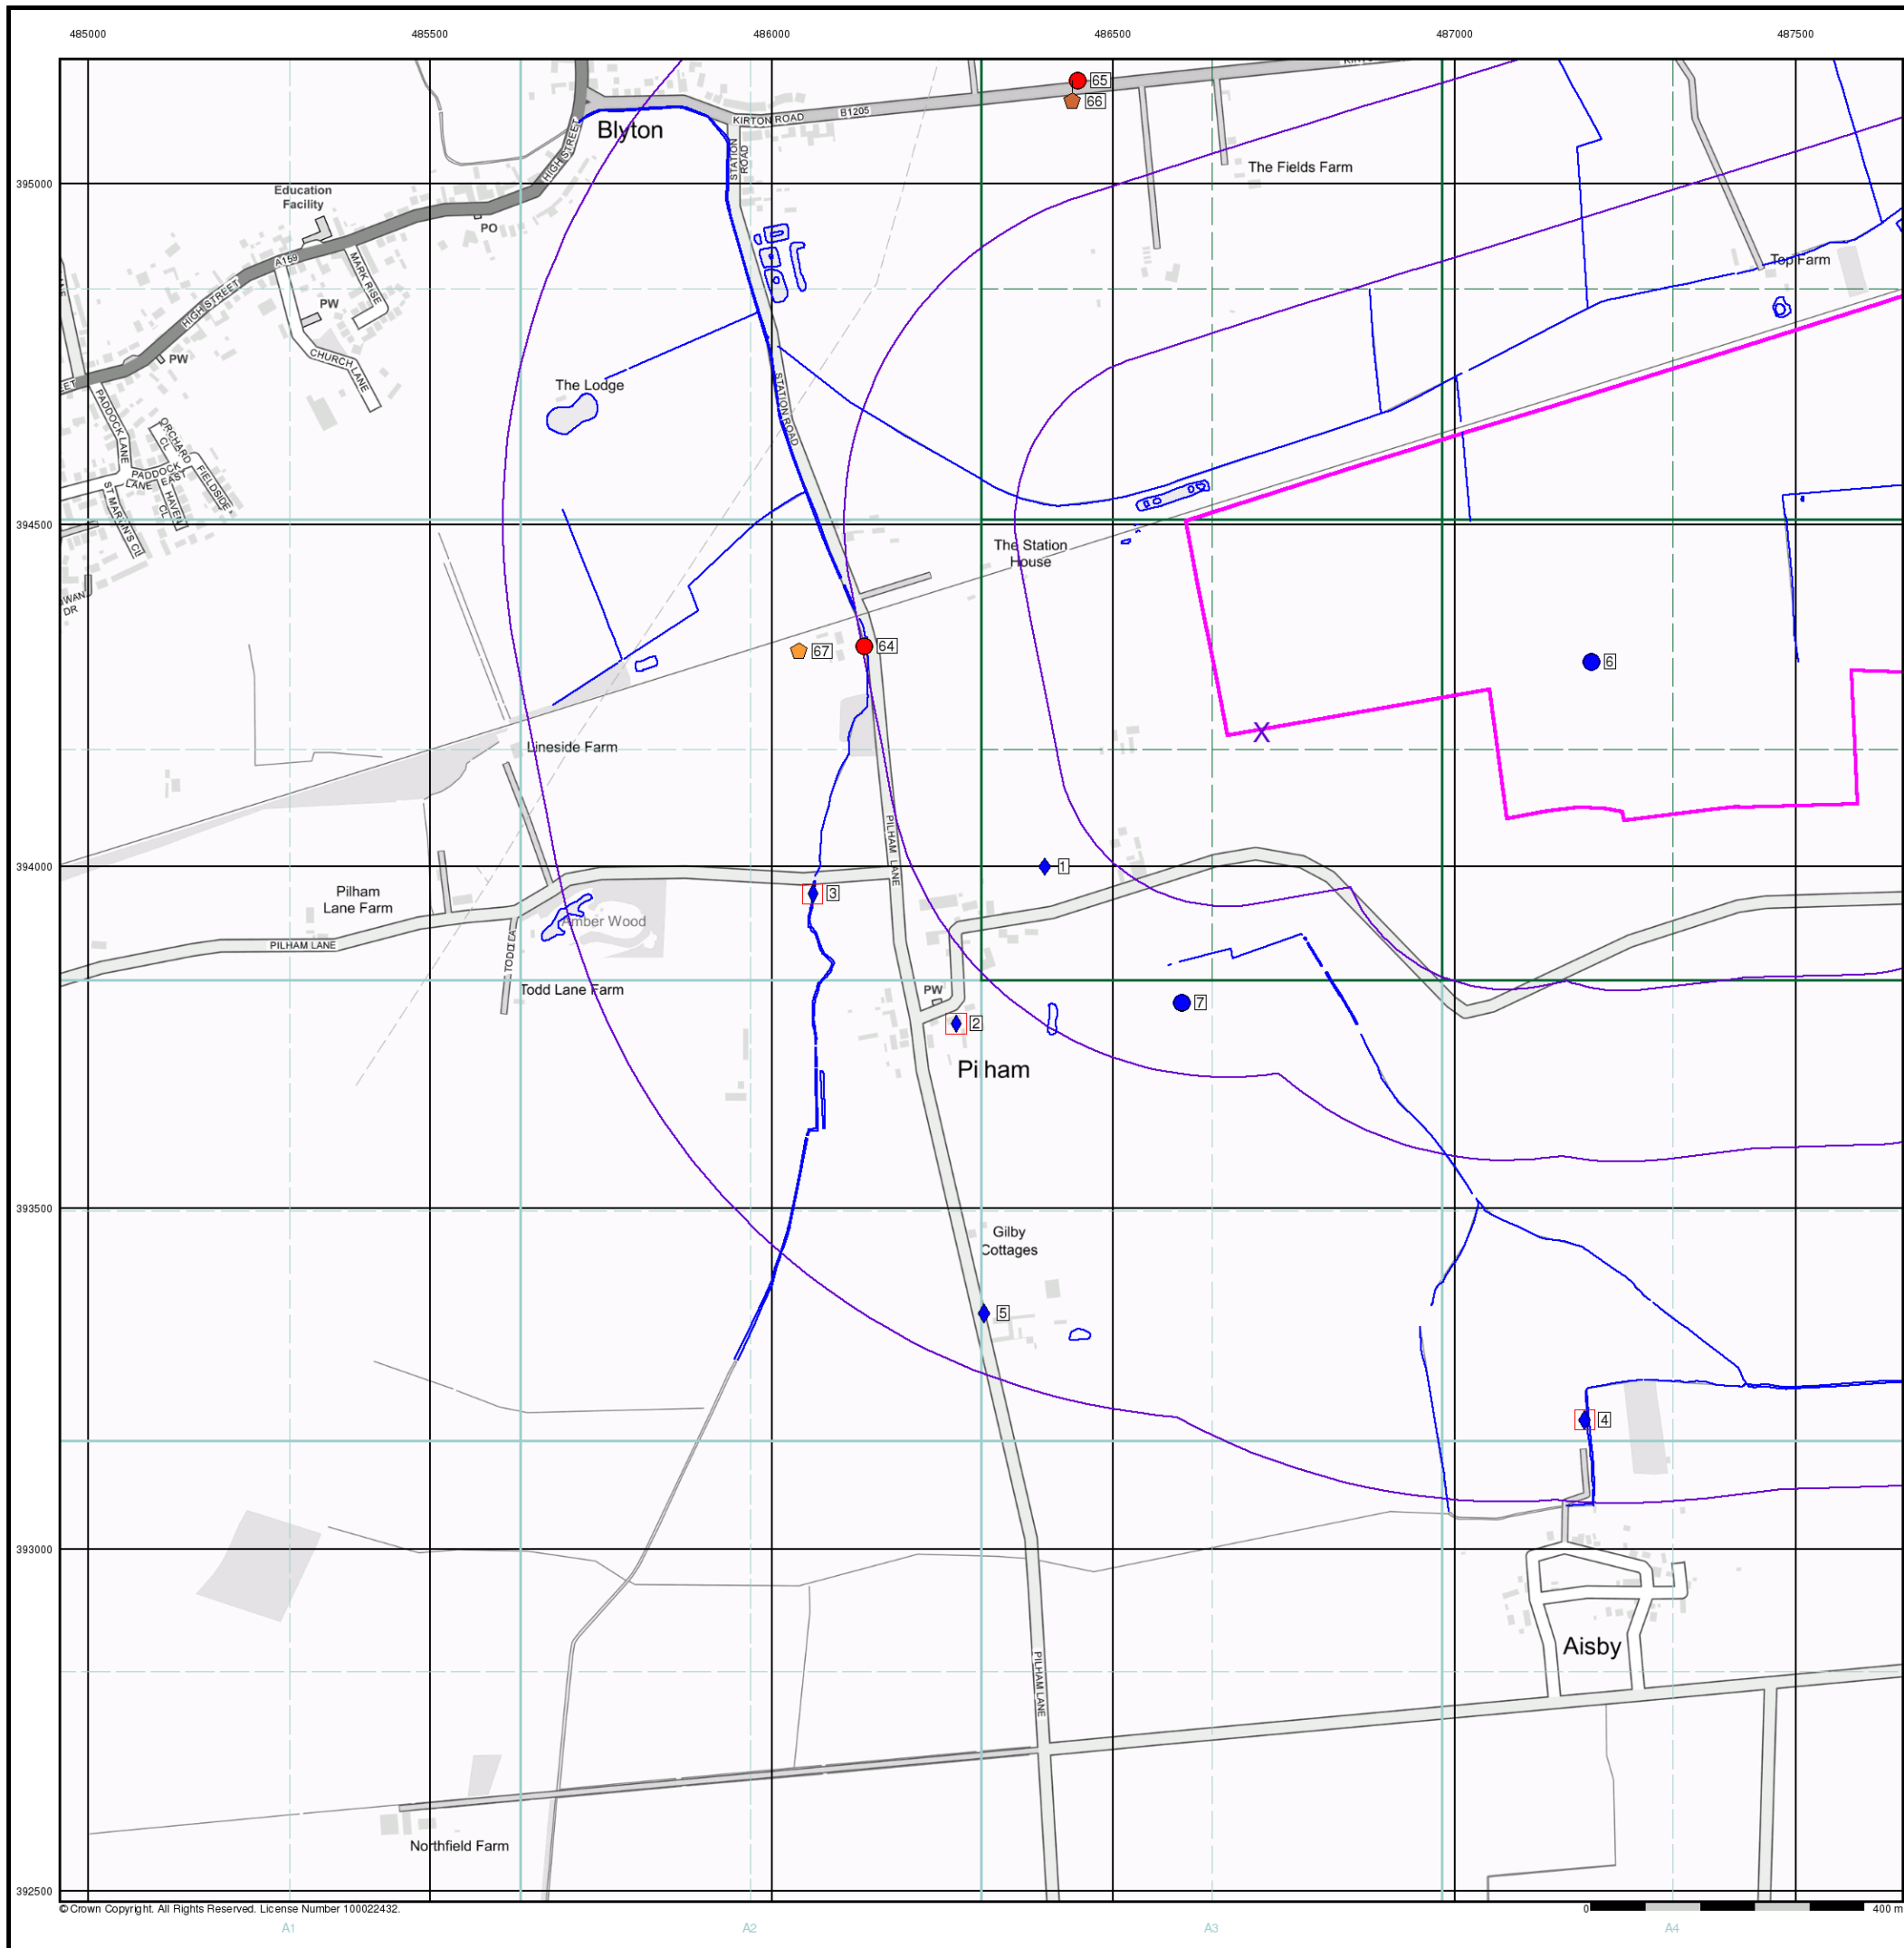 485000 485500 486000 486500 487000 487500
65
66
KIRTON ROAD B1205
Blyton
HIGH STREET
STATION ROAD
The Fields Farm
395000
Education
Facility
PO
A159
MARK RISE
Top Farm
PW
HIGH STREET
CHURCH LANE
PW
The Lodge
PADDOCK LANE
STATION ROAD
ORCHARD CL
PADDOCK
LANE EAST
FIELDSIDE
HAVEN CL
ST MARTIN'S CL
394500
The Station
House
DR
67
64
6
X
Lineside Farm
PILHAM LANE
394000
1
3
Pilham
Lane Farm
Amber Wood
PILHAM LANE
TODD LA
Todd Lane Farm
PW
7
2
Pilham
393500
Gilby
Cottages
5
4
393000
Aisby
PILHAM LANE
Northfield Farm
392500
© Crown Copyright. All Rights Reserved. License Number 100022432.
0 400 m
A1 A2 A3 A4